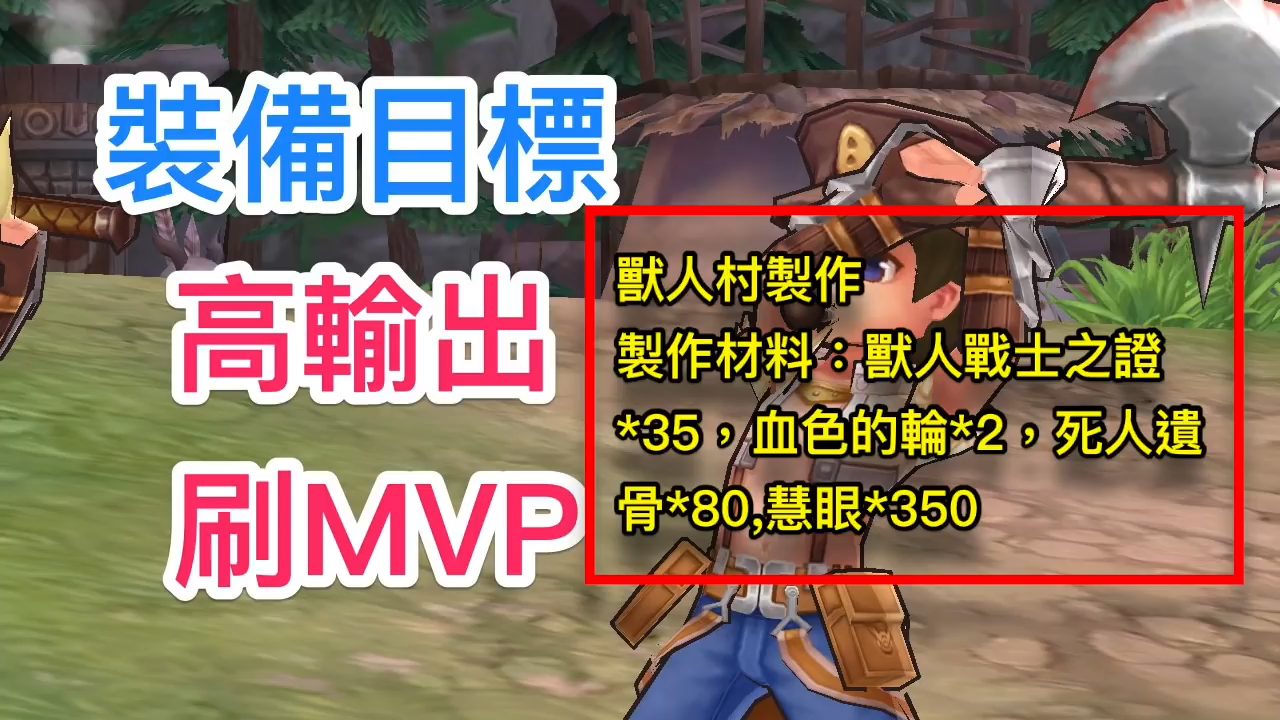 裝備目標
高輸出
刷MVP
獸人村製作
製作材料：獸人戰士之證
*35，血色的輪*2，死人遺
骨*80,慧眼*350